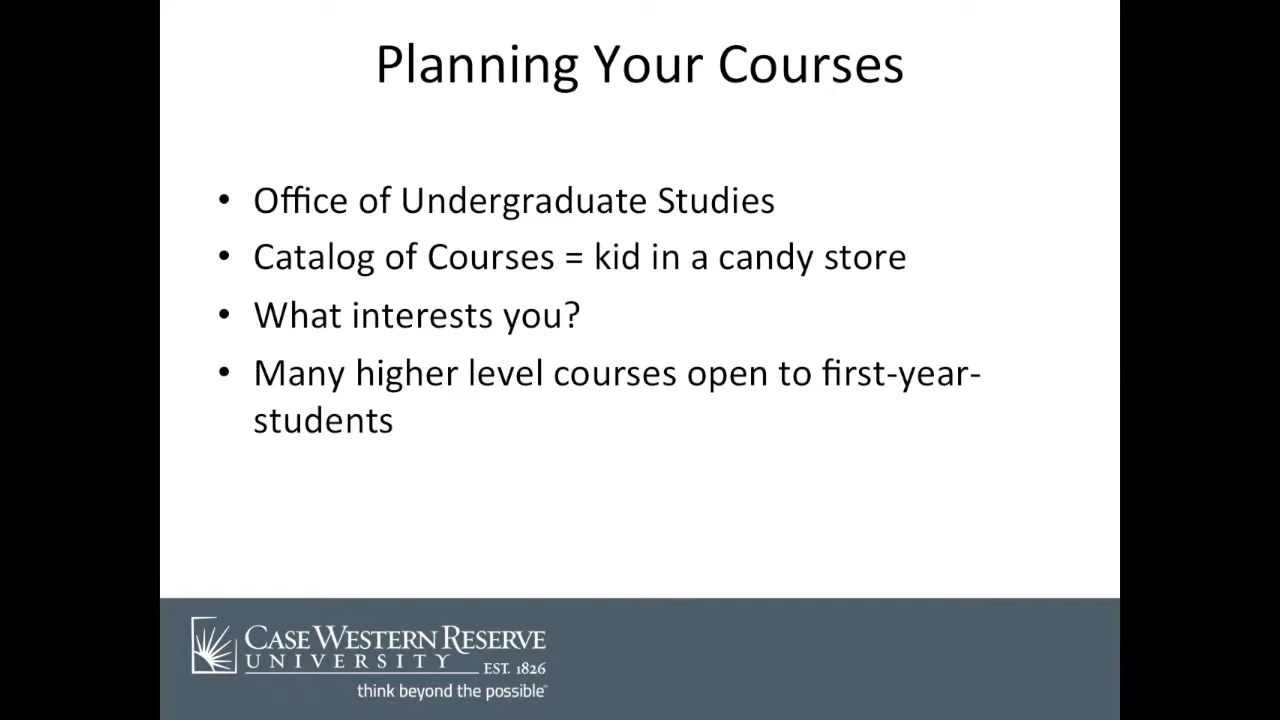 Planning Your Courses
• Office of Undergraduate Studies
• Catalog of Courses = kid in a candy store
• What interests you?
• Many higher level courses open to first-year-
students
CASE WESTERN RESERVE
UNIVERSITY EST. 1826
think beyond the possible™